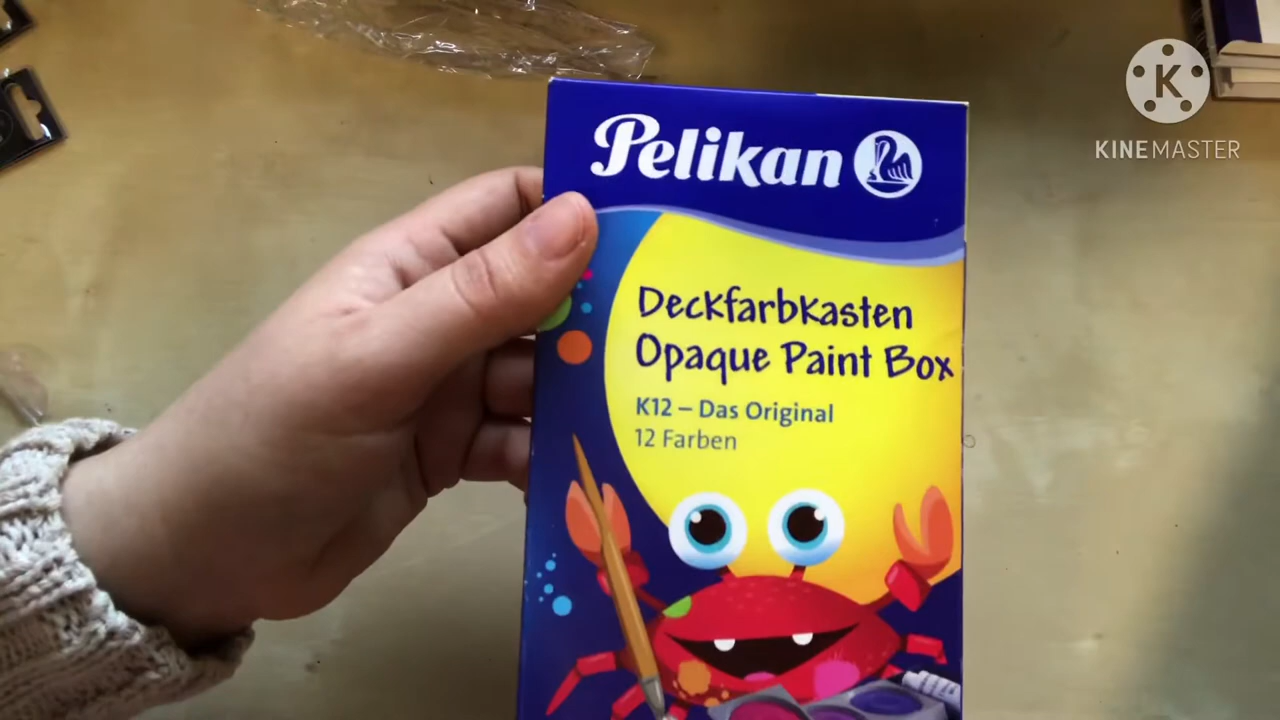 Pelikan
Deckfarbkasten
Opaque Paint Box
K12 – Das Original
12 Farben
K
KINEMASTER